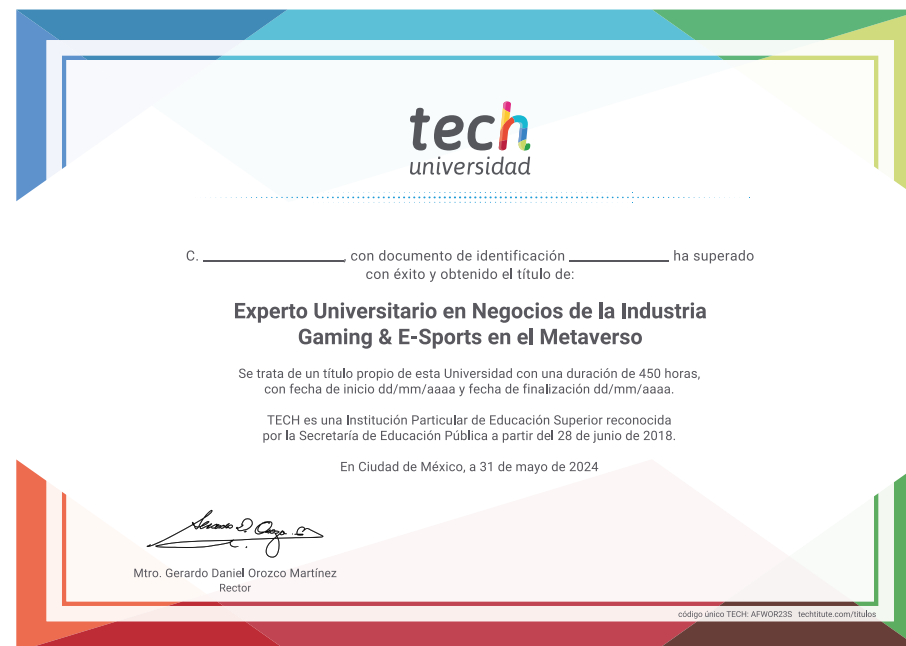 tech
universidad
C. ____________, con documento de identificación ____________ ha superado
con éxito y obtenido el título de:
Experto Universitario en Negocios de la Industria
Gaming & E-Sports en el Metaverso
Se trata de un título propio de esta Universidad con una duración de 450 horas,
con fecha de inicio dd/mm/aaaa y fecha de finalización dd/mm/aaaa.
TECH es una Institución Particular de Educación Superior reconocida
por la Secretaría de Educación Pública a partir del 28 de junio de 2018.
En Ciudad de México, a 31 de mayo de 2024
Mtro. Gerardo Daniel Orozco Martínez
Rector
código único TECH: AFWOR23S techtitute.com/titulos